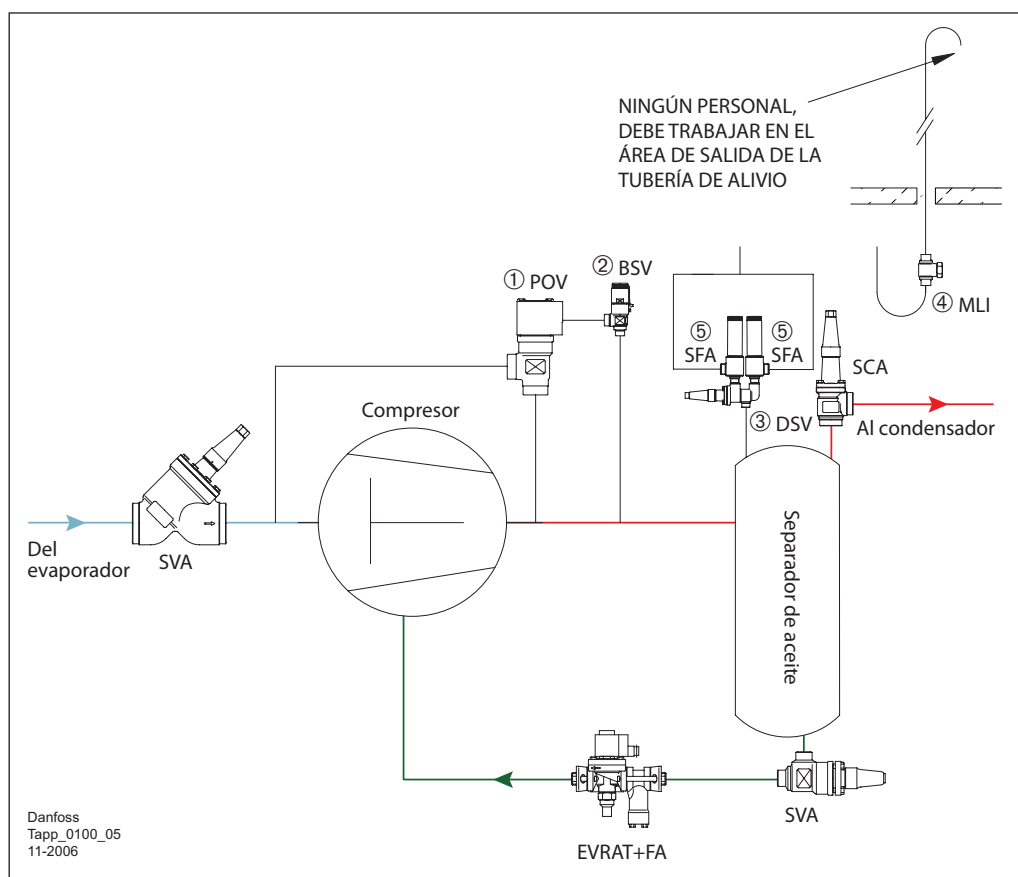 NINGÚN PERSONAL,
DEBE TRABAJAR EN EL
ÁREA DE SALIDA DE LA
TUBERÍA DE ALIVIO
① POV
② BSV
④ MLI
⑤
SFA
⑤
SFA
SCA
Compresor
③ DSV
Al condensador
Del
evaporador
SVA
Separador de aceite
SVA
EVRAT+FA
Danfoss
Tapp_0100_05
11-2006